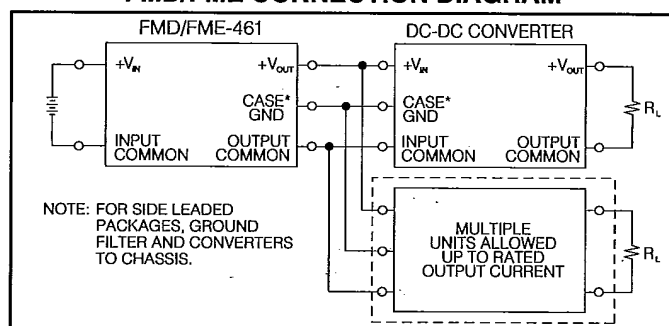 FMD/FME CONNECTION DIAGRAM
FMD/FME-461
DC-DC CONVERTER
+VIN
+VOUT
+VIN
+VOUT
CASE*
GND
CASE*
GND
RL
INPUT
COMMON
OUTPUT
COMMON
INPUT
COMMON
OUTPUT
COMMON
NOTE: FOR SIDE LEADED
PACKAGES, GROUND
FILTER AND CONVERTERS
TO CHASSIS.
MULTIPLE
UNITS ALLOWED
UP TO RATED
OUTPUT CURRENT
RL